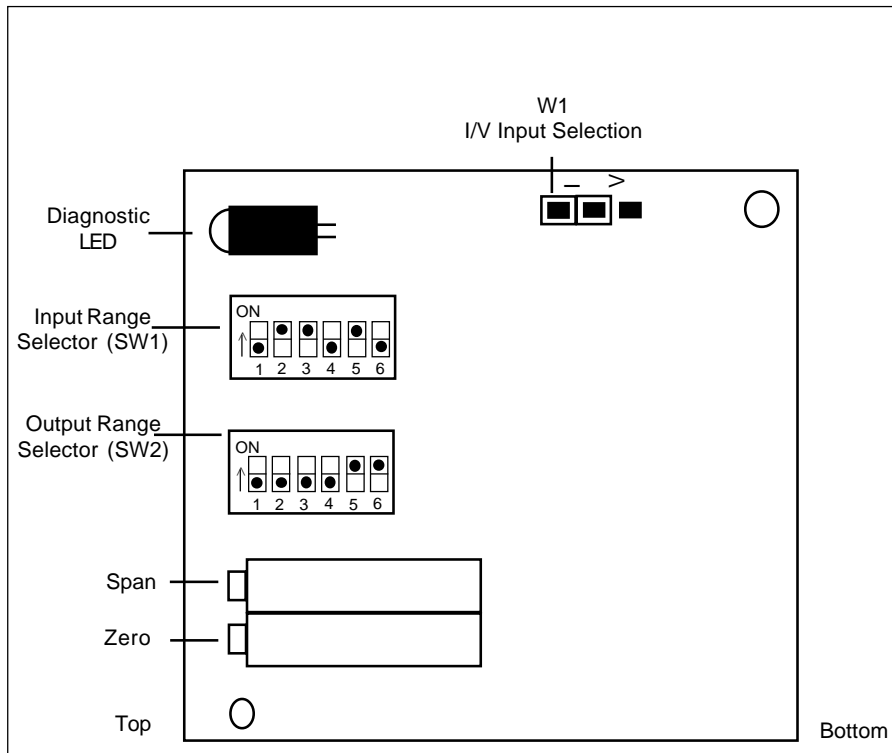 W1
I/V Input Selection
– >
Diagnostic
LED
Input Range
Selector (SW1)
ON
1 2 3 4 5 6
Output Range
Selector (SW2)
ON
1 2 3 4 5 6
Span
Zero
Top
Bottom